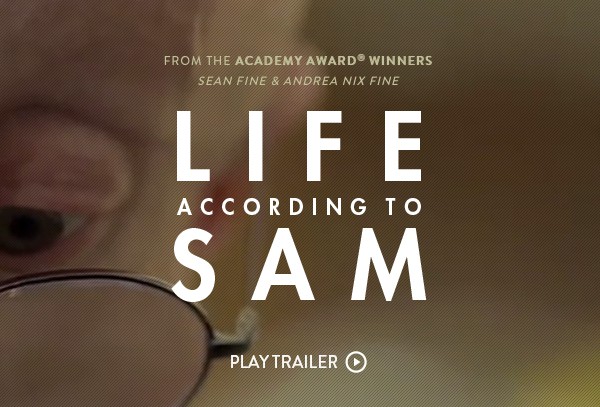 FROM THE ACADEMY AWARD® WINNERS
SEAN FINE & ANDREA NIX FINE
LIFE
ACCORDING TO
SAM
PLAY TRAILER